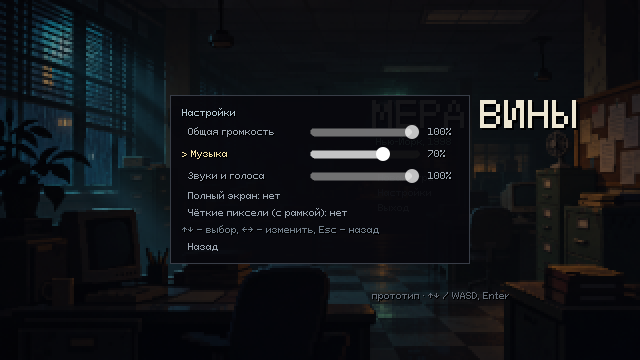 МЕРА ВИНЫ
Настройки
Общая громкость 100%
> Музыка 70%
Звуки и голоса 100%
Полный экран: нет
Чёткие пиксели (с рамкой): нет
↑↓ — выбор, ↔ — изменить, Esc — назад
Назад
прототип · ↑↓ / WASD, Enter